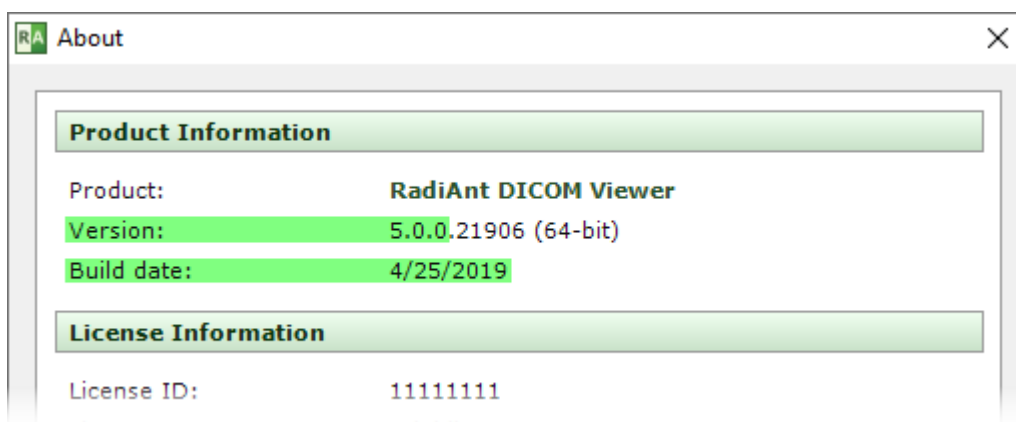 RA About
Product Information
Product: RadiAnt DICOM Viewer
Version: 5.0.0.21906 (64-bit)
Build date: 4/25/2019
License Information
License ID: 11111111